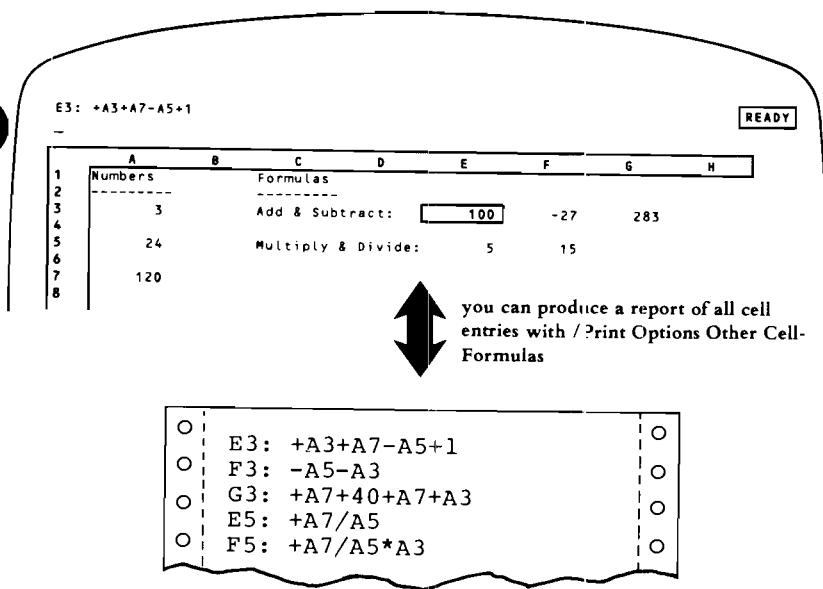 E3: +A3+A7-A5+1
READY
A B C D E F G H
1 Numbers Formulas
2 --------- ---------
3 3 Add & Subtract: 100 -27 283
4
5 24 Multiply & Divide: 5 15
6
7 120
8
you can produce a report of all cell
entries with / Print Options Other Cell-
Formulas
E3: +A3+A7-A5+1
F3: -A5-A3
G3: +A7+40+A7+A3
E5: +A7/A5
F5: +A7/A5*A3